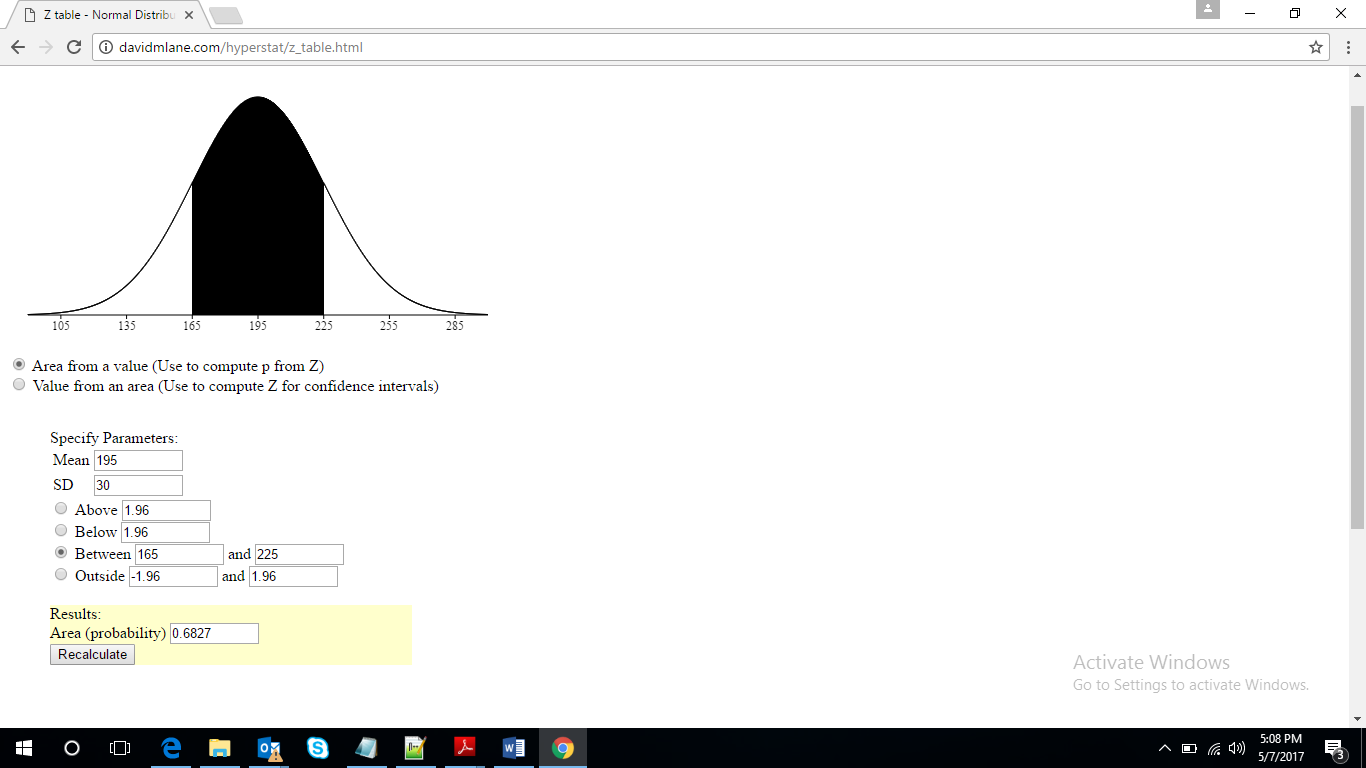 Z table - Normal Distribu
davidmlane.com/hyperstat/z_table.html
105 135 165 195 225 255 285
Area from a value (Use to compute p from Z)
Value from an area (Use to compute Z for confidence intervals)
Specify Parameters:
Mean 195
SD 30
Above 1.96
Below 1.96
Between 165 and 225
Outside -1.96 and 1.96
Results:
Area (probability) 0.6827
Recalculate
Activate Windows
Go to Settings to activate Windows.
5:08 PM
5/7/2017
3